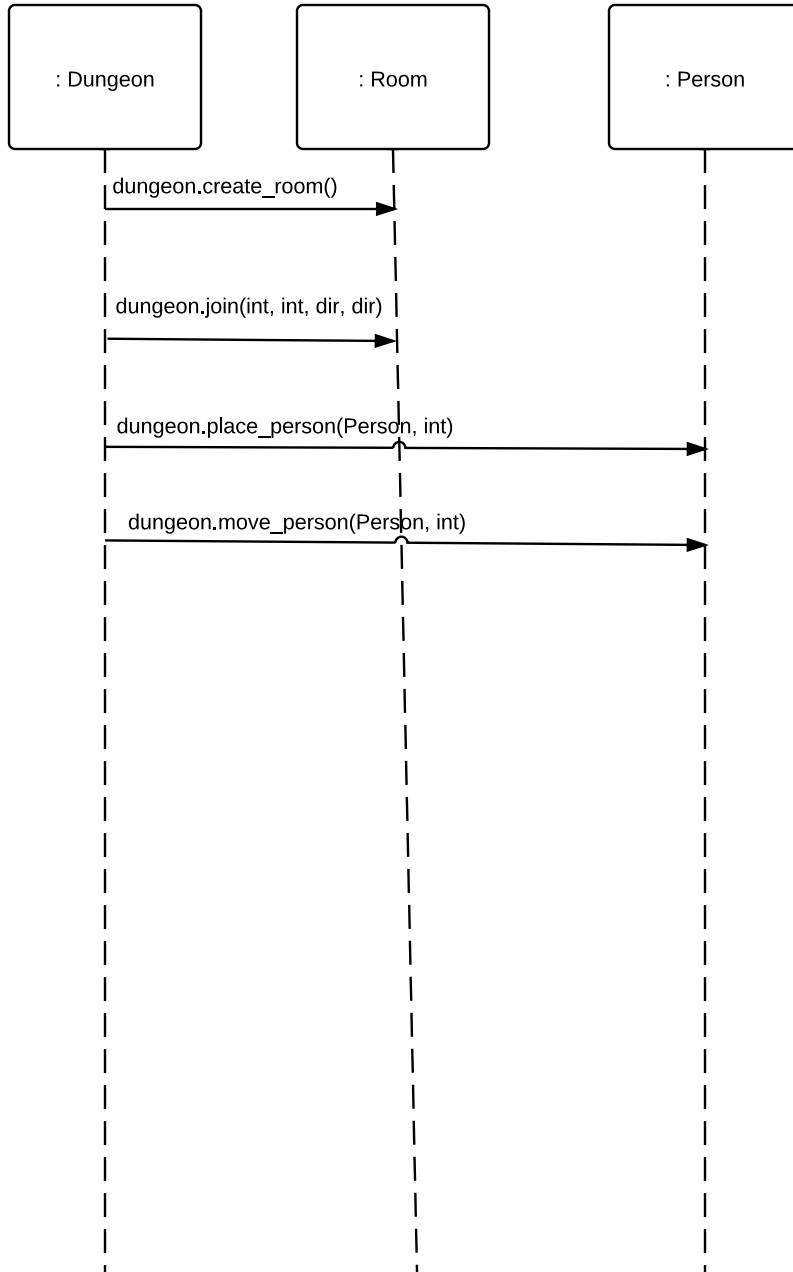 : Dungeon
: Room
: Person
dungeon.create_room()
dungeon.join(int, int, dir, dir)
dungeon.place_person(Person, int)
dungeon.move_person(Person, int)